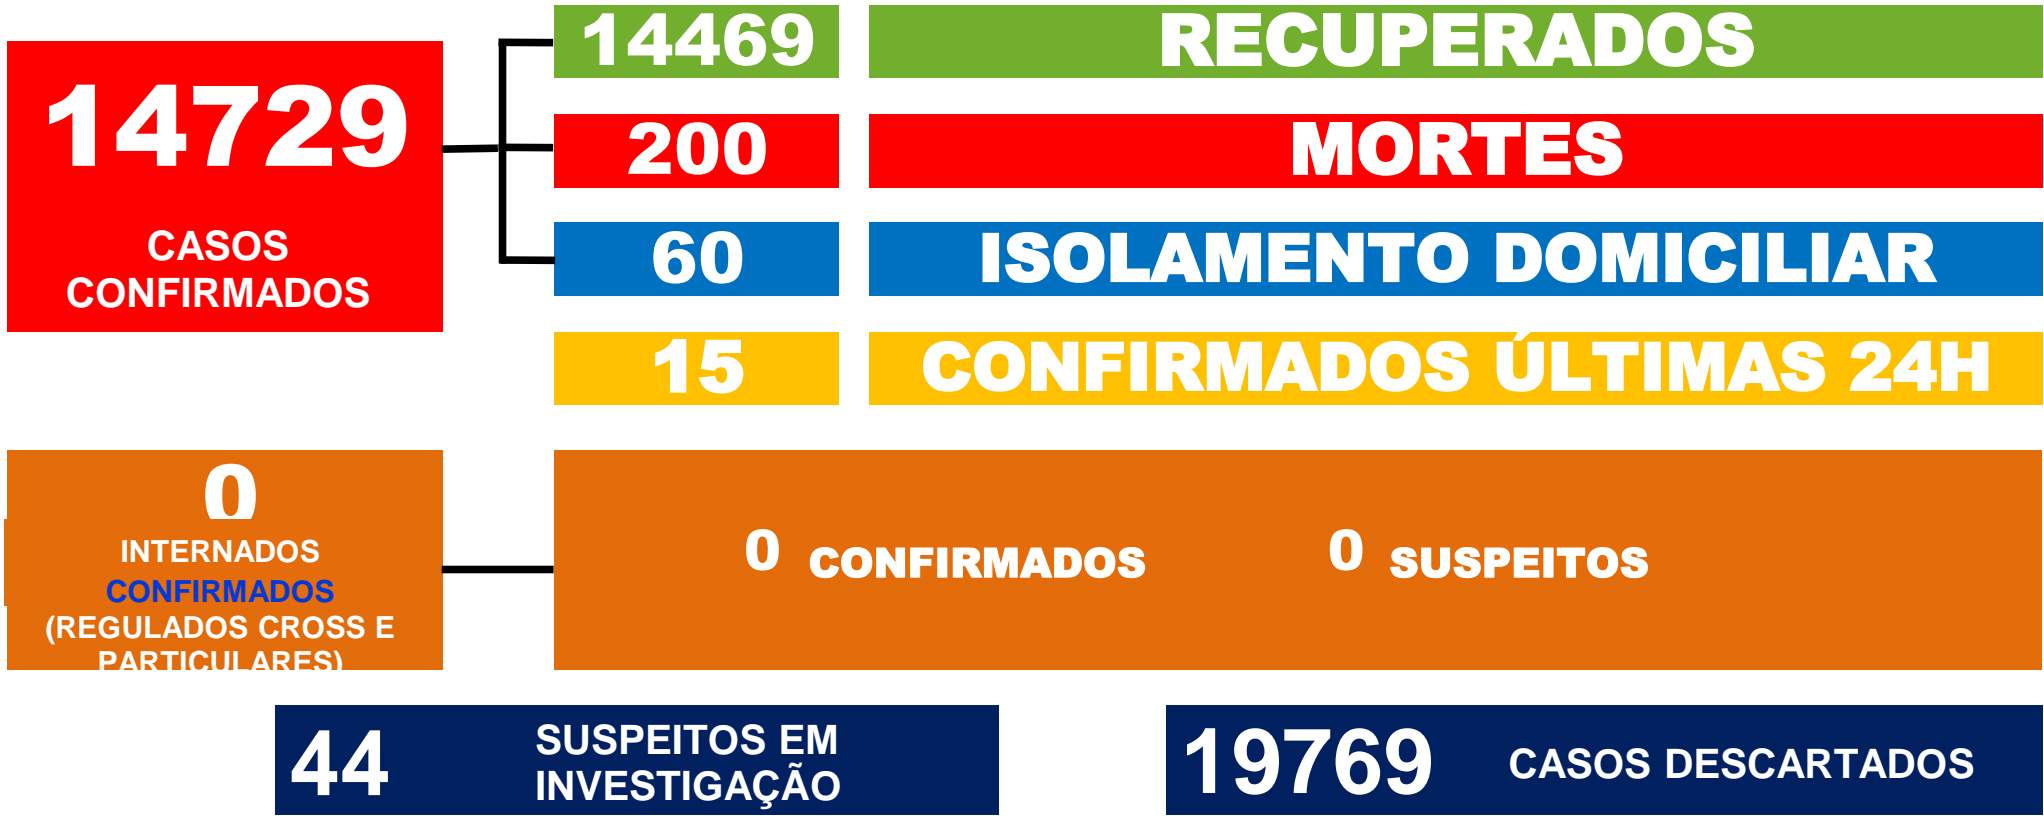 14729
CASOS
CONFIRMADOS
14469 RECUPERADOS
200 MORTES
60 ISOLAMENTO DOMICILIAR
15 CONFIRMADOS ÚLTIMAS 24H
0
INTERNADOS
CONFIRMADOS
(REGULADOS CROSS E
PARTICULARES)
0 CONFIRMADOS 0 SUSPEITOS
44 SUSPEITOS EM
INVESTIGAÇÃO
19769 CASOS DESCARTADOS